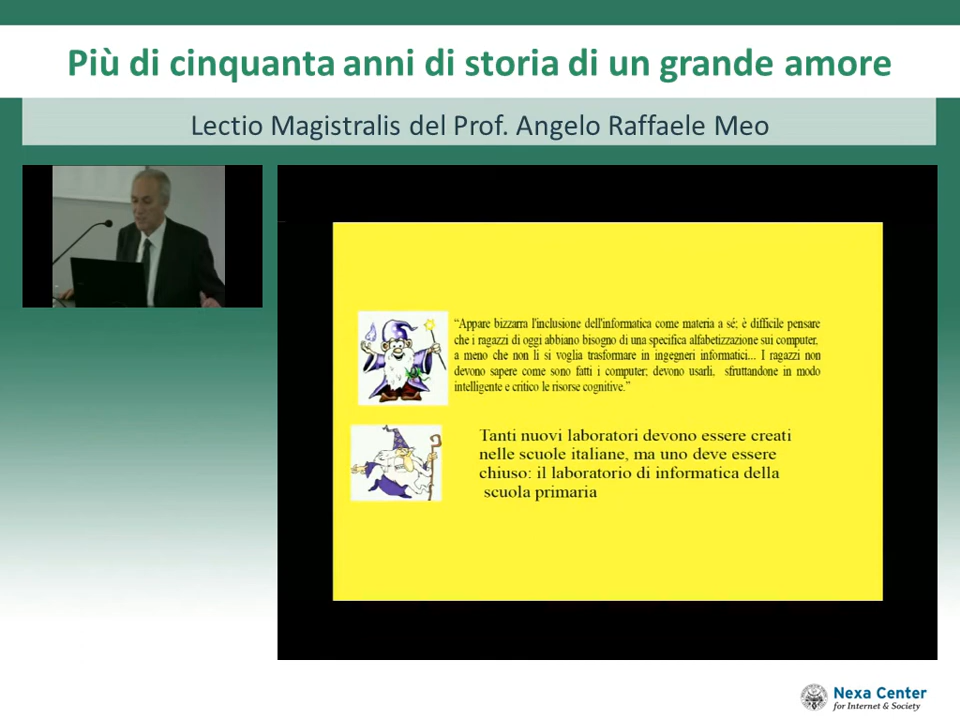 Più di cinquanta anni di storia di un grande amore
Lectio Magistralis del Prof. Angelo Raffaele Meo
“Appare bizzarra l'inclusione dell'informatica come materia a sé; è difficile pensare
che i ragazzi di oggi abbiano bisogno di una specifica alfabetizzazione sui computer,
a meno che non li si voglia trasformare in ingegneri informatici... I ragazzi non
devono sapere come sono fatti i computer; devono usarli, sfruttandone in modo
intelligente e critico le risorse cognitive.”
Tanti nuovi laboratori devono essere creati
nelle scuole italiane, ma uno deve essere
chiuso: il laboratorio di informatica della
scuola primaria
Nexa Center
for Internet & Society